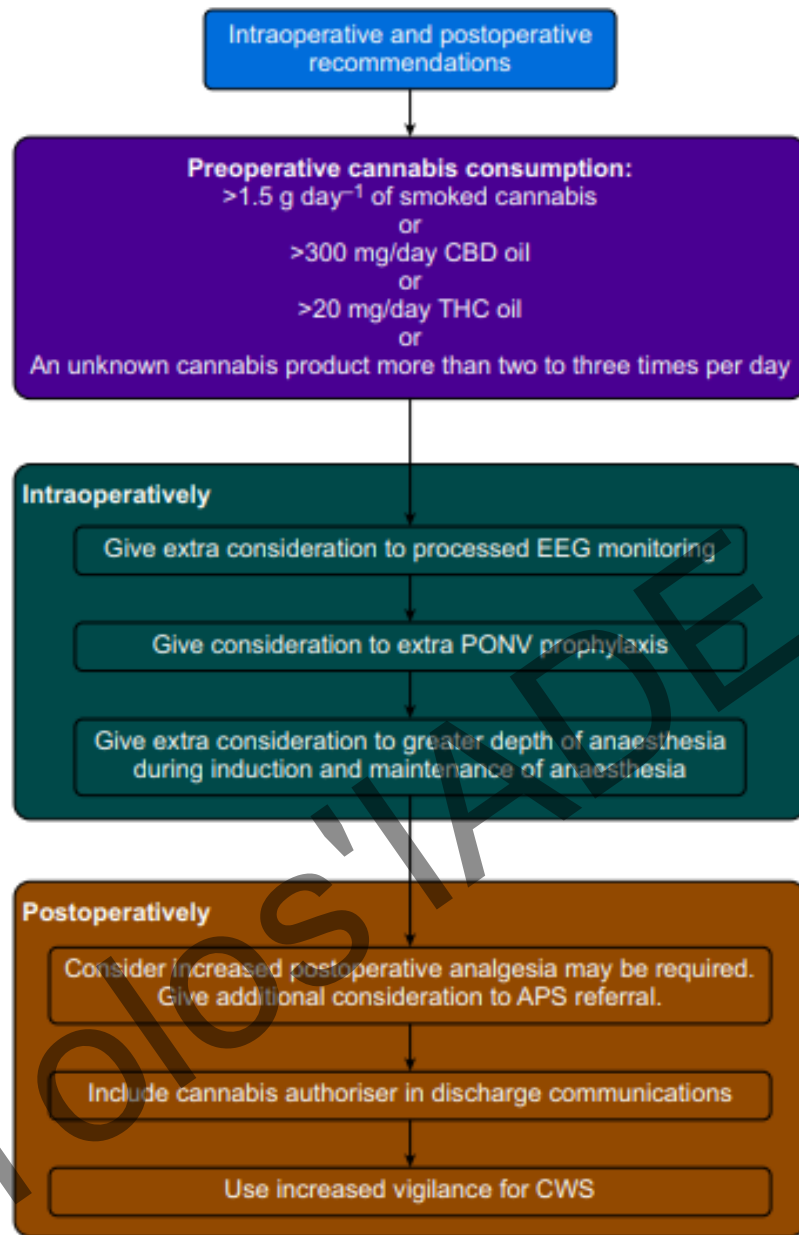 Intraoperative and postoperative
recommendations
Preoperative cannabis consumption:
>1.5 g day⁻¹ of smoked cannabis
or
>300 mg/day CBD oil
or
>20 mg/day THC oil
or
An unknown cannabis product more than two to three times per day
Intraoperatively
Give extra consideration to processed EEG monitoring
Give consideration to extra PONV prophylaxis
Give extra consideration to greater depth of anaesthesia
during induction and maintenance of anaesthesia
Postoperatively
Consider increased postoperative analgesia may be required.
Give additional consideration to APS referral.
Include cannabis authoriser in discharge communications
Use increased vigilance for CWS
olos'IADE